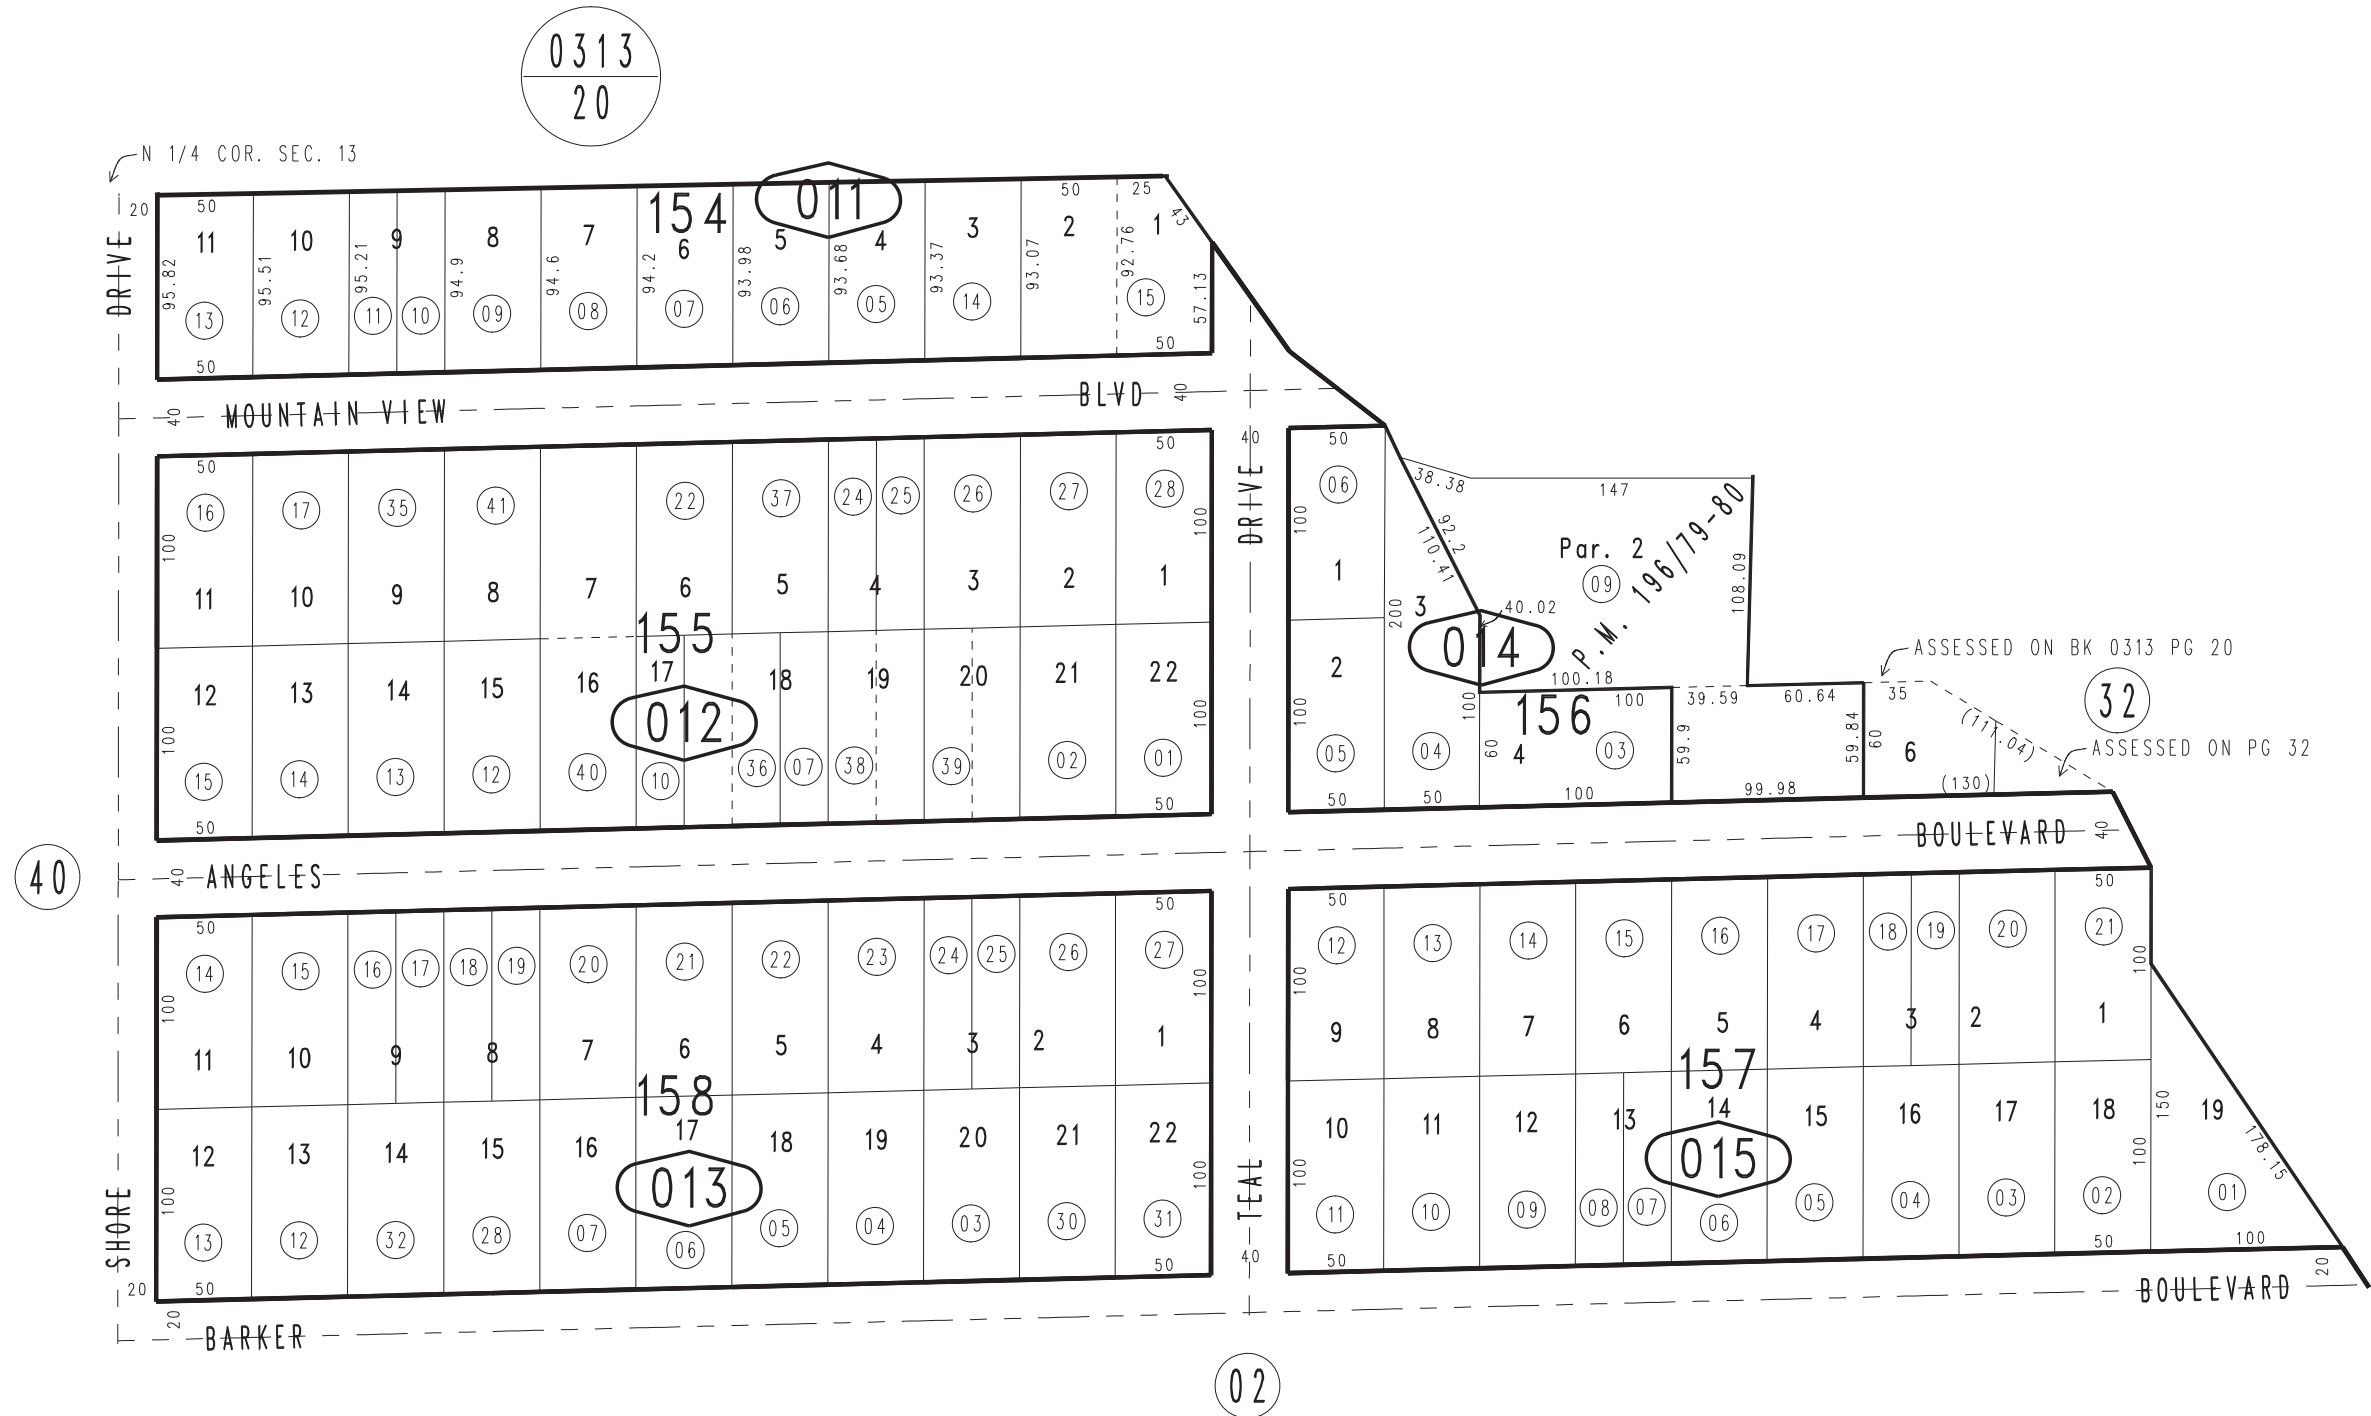 0313
20
N 1/4 COR. SEC. 13
20 50 154 011 50 25 43
11 10 9 8 7 6 5 4 3 2 1
95.82 95.51 95.21 94.9 94.6 94.2 93.98 93.68 93.37 93.07 92.76 57.13
13 12 11 10 09 08 07 06 05 14 15
50 50
DRIVE
40 MOUNTAIN VIEW BLVD 40
50 50 40 50
16 17 35 41 22 37 24 25 26 27 28 06
100 100 DRIVE 100
11 10 9 8 7 6 5 4 3 2 1 1
155
12 13 14 15 16 17 18 19 20 21 22 2
012
100 100 100
15 14 13 12 40 10 36 07 38 39 02 01 05
50 50 50
38.38 147
92.2
110.41
Par. 2
09
P.M. 196/79-80
108.09
200 3 40.02
014
100.18
100 156 100 39.59 60.64 35
ASSESSED ON BK 0313 PG 20
32
(111.04)
ASSESSED ON PG 32
04 60 4 03 59.9 59.84 60 6
50 100 99.98 (130)
40 40 ANGELES BOULEVARD 40
50 50
14 15 16 17 18 19 20 21 22 23 24 25 26 27
100 100
11 10 9 8 7 6 5 4 3 2 1
158
12 13 14 15 16 17 18 19 20 21 22
013
100 100
13 12 32 28 07 06 05 04 03 30 31
50 50
50 50
12 13 14 15 16 17 18 19 20 21
100 100
9 8 7 6 5 4 3 2 1
157
10 11 12 13 14 15 16 17 18 19
015
100 100 150 178.15
11 10 09 08 07 06 05 04 03 02 01
50 50 100
SHORE
TEAL
20 20 40 20
BARKER BOULEVARD
02